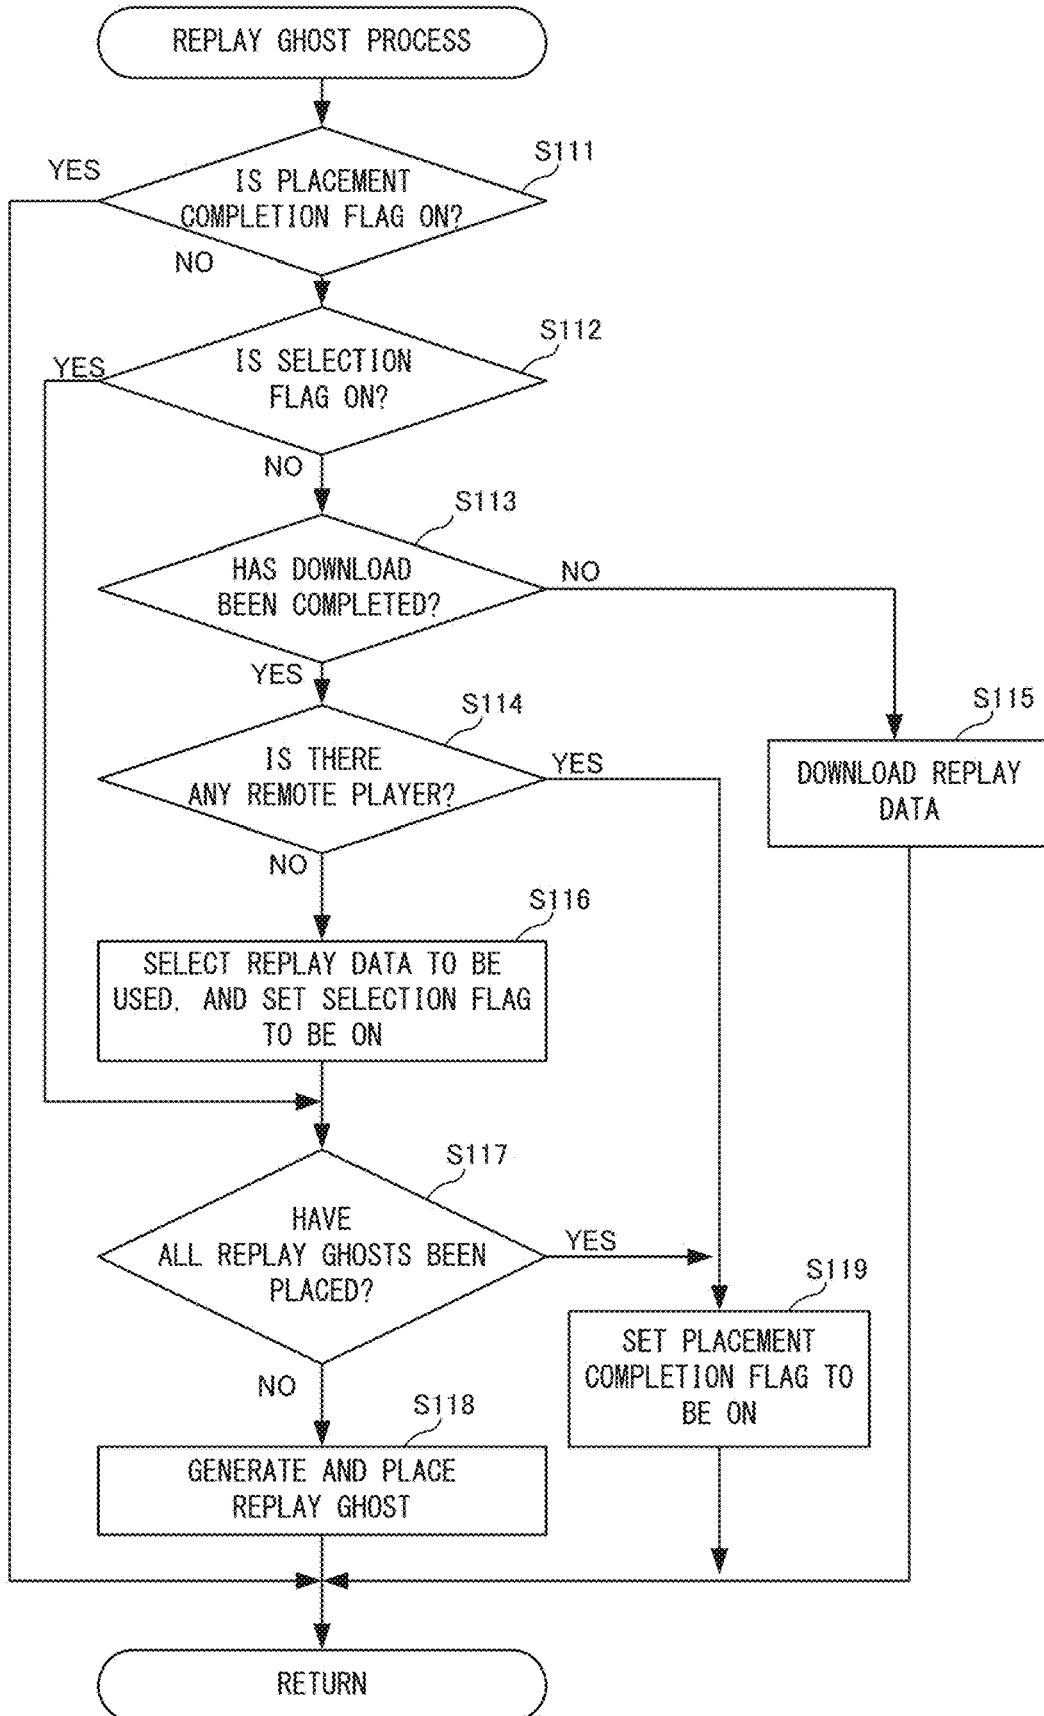 REPLAY GHOST PROCESS
S111
YES
IS PLACEMENT
COMPLETION FLAG ON?
NO
S112
YES
IS SELECTION
FLAG ON?
NO
S113
HAS DOWNLOAD
BEEN COMPLETED?
NO
YES
S114
S115
IS THERE
ANY REMOTE PLAYER?
YES
DOWNLOAD REPLAY
DATA
NO
S116
SELECT REPLAY DATA TO BE
USED, AND SET SELECTION FLAG
TO BE ON
S117
HAVE
ALL REPLAY GHOSTS BEEN
PLACED?
YES
S119
SET PLACEMENT
COMPLETION FLAG TO
BE ON
NO
S118
GENERATE AND PLACE
REPLAY GHOST
RETURN